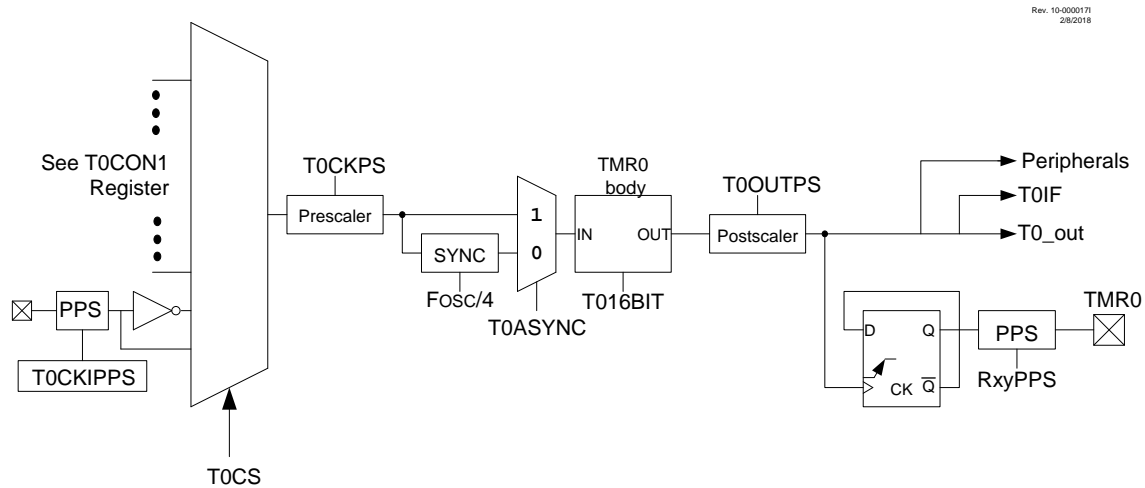 Rev. 10-000017I
2/8/2018
See T0CON1
Register
PPS
T0CKIPPS
T0CS
T0CKPS
Prescaler
SYNC
FOSC/4
1
0
T0ASYNC
TMR0
body
IN
OUT
T016BIT
T0OUTPS
Postscaler
Peripherals
T0IF
T0_out
D
Q
CK
Q
PPS
RxyPPS
TMR0